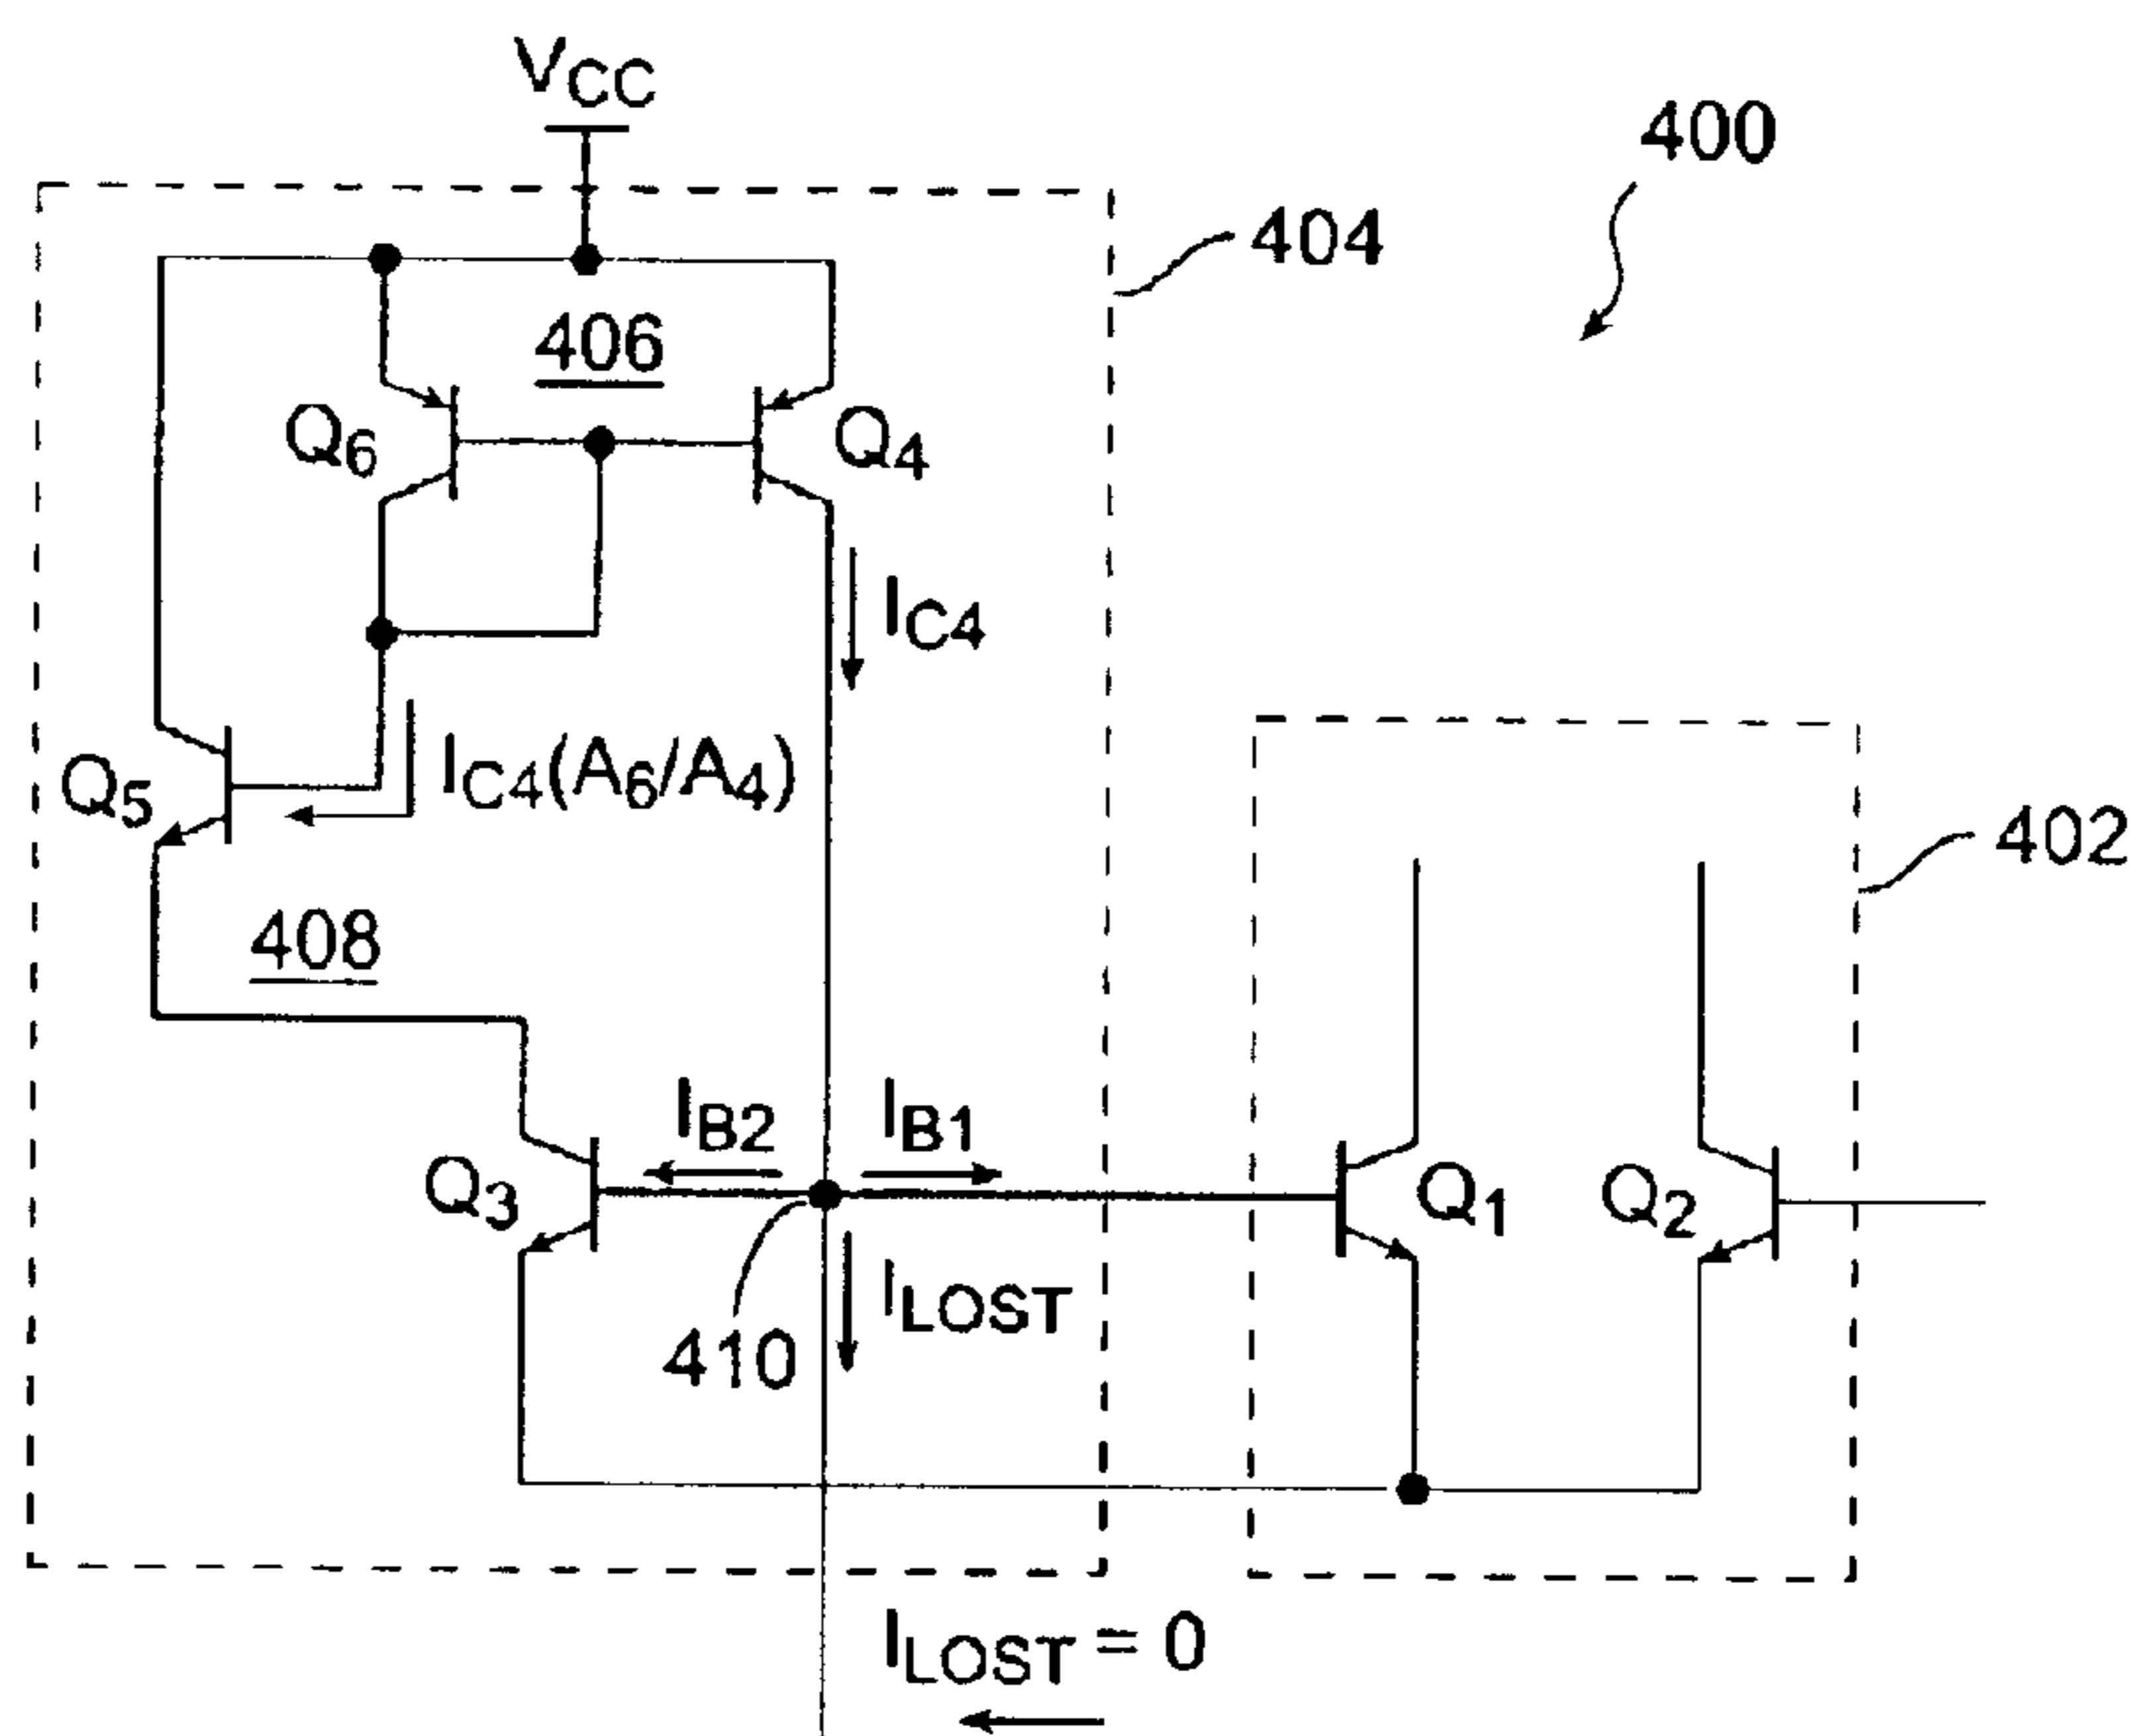 VCC
400
404
406
Q6
Q4
IC4
Q5
IC4(A6/A4)
402
408
IB2
IB1
Q3
Q1
Q2
ILOST
410
ILOST = 0